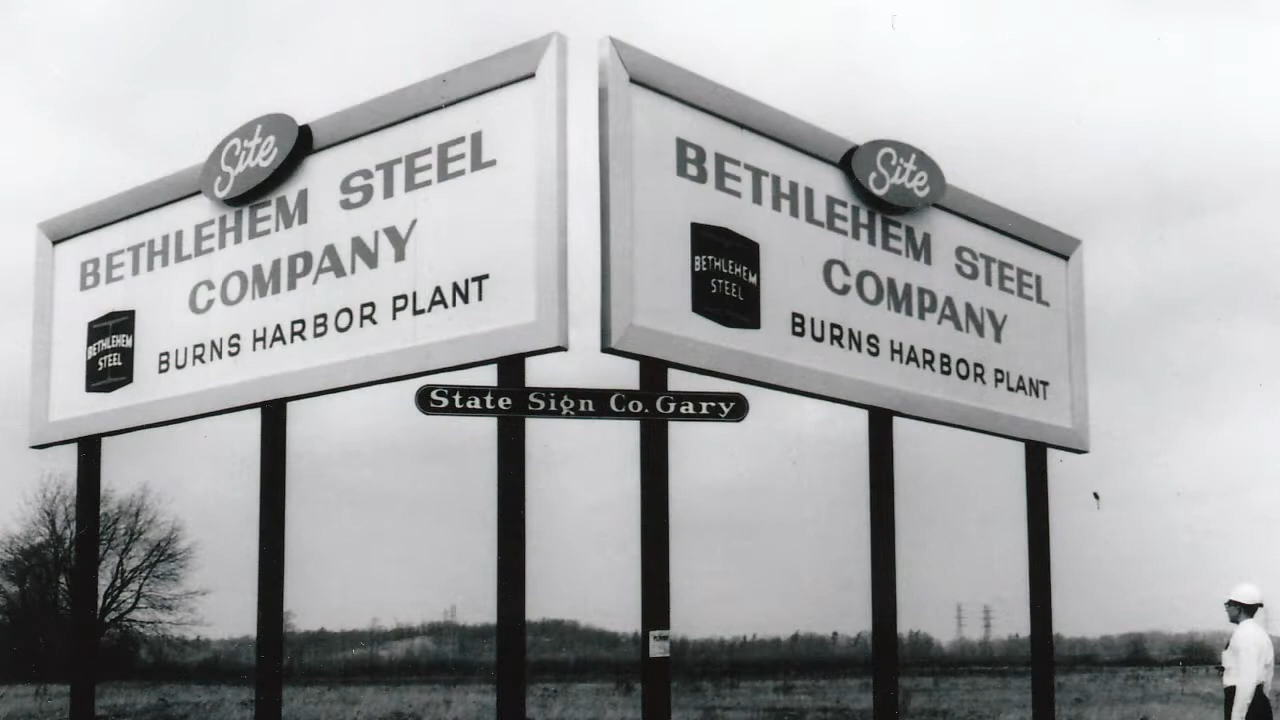 Site
BETHLEHEM STEEL
COMPANY
BURNS HARBOR PLANT
BETHLEHEM
STEEL
Site
BETHLEHEM STEEL
COMPANY
BURNS HARBOR PLANT
BETHLEHEM
STEEL
State Sign Co. Gary